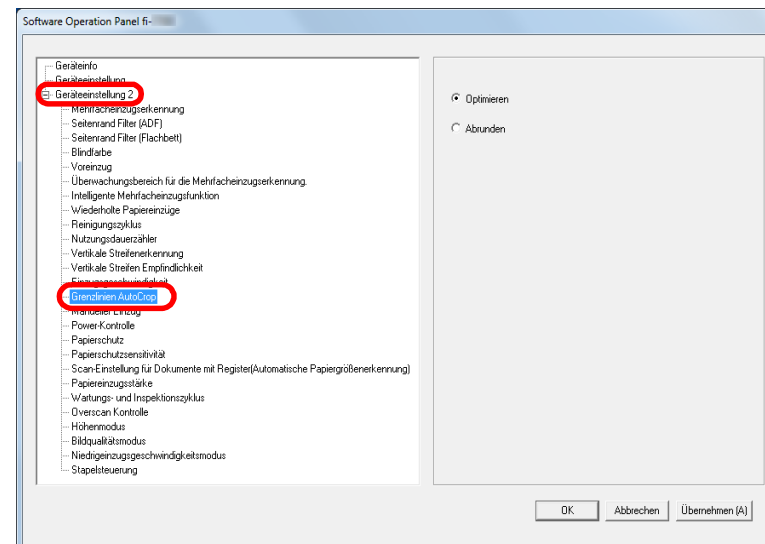 Software Operation Panel fi-
Geräteinfo
Geräteeinstellung
Geräteeinstellung 2
Mehrfacheinzugserkennung
Seitenrand Filter (ADF)
Seitenrand Filter (Flachbett)
Blindfarbe
Voreinzug
Überwachungsbereich für die Mehrfacheinzugserkennung.
Intelligente Mehrfacheinzugsfunktion
Wiederholte Papiereinzüge
Reinigungszyklus
Nutzungsdauerzähler
Vertikale Streifenerkennung
Vertikale Streifen Empfindlichkeit
Einzugsgeschwindigkeit
Grenzlinien AutoCrop
Manueller Einzug
Power-Kontrolle
Papierschutz
Papierschutzsensitivität
Scan-Einstellung für Dokumente mit Register(Automatische Papiergrößenerkennung)
Papiereinzugsstärke
Wartungs- und Inspektionszyklus
Overscan Kontrolle
Höhenmodus
Bildqualitätsmodus
Niedrigeinzugsgeschwindigkeitsmodus
Stapelsteuerung
Optimieren
Abrunden
OK Abbrechen Übernehmen (A)